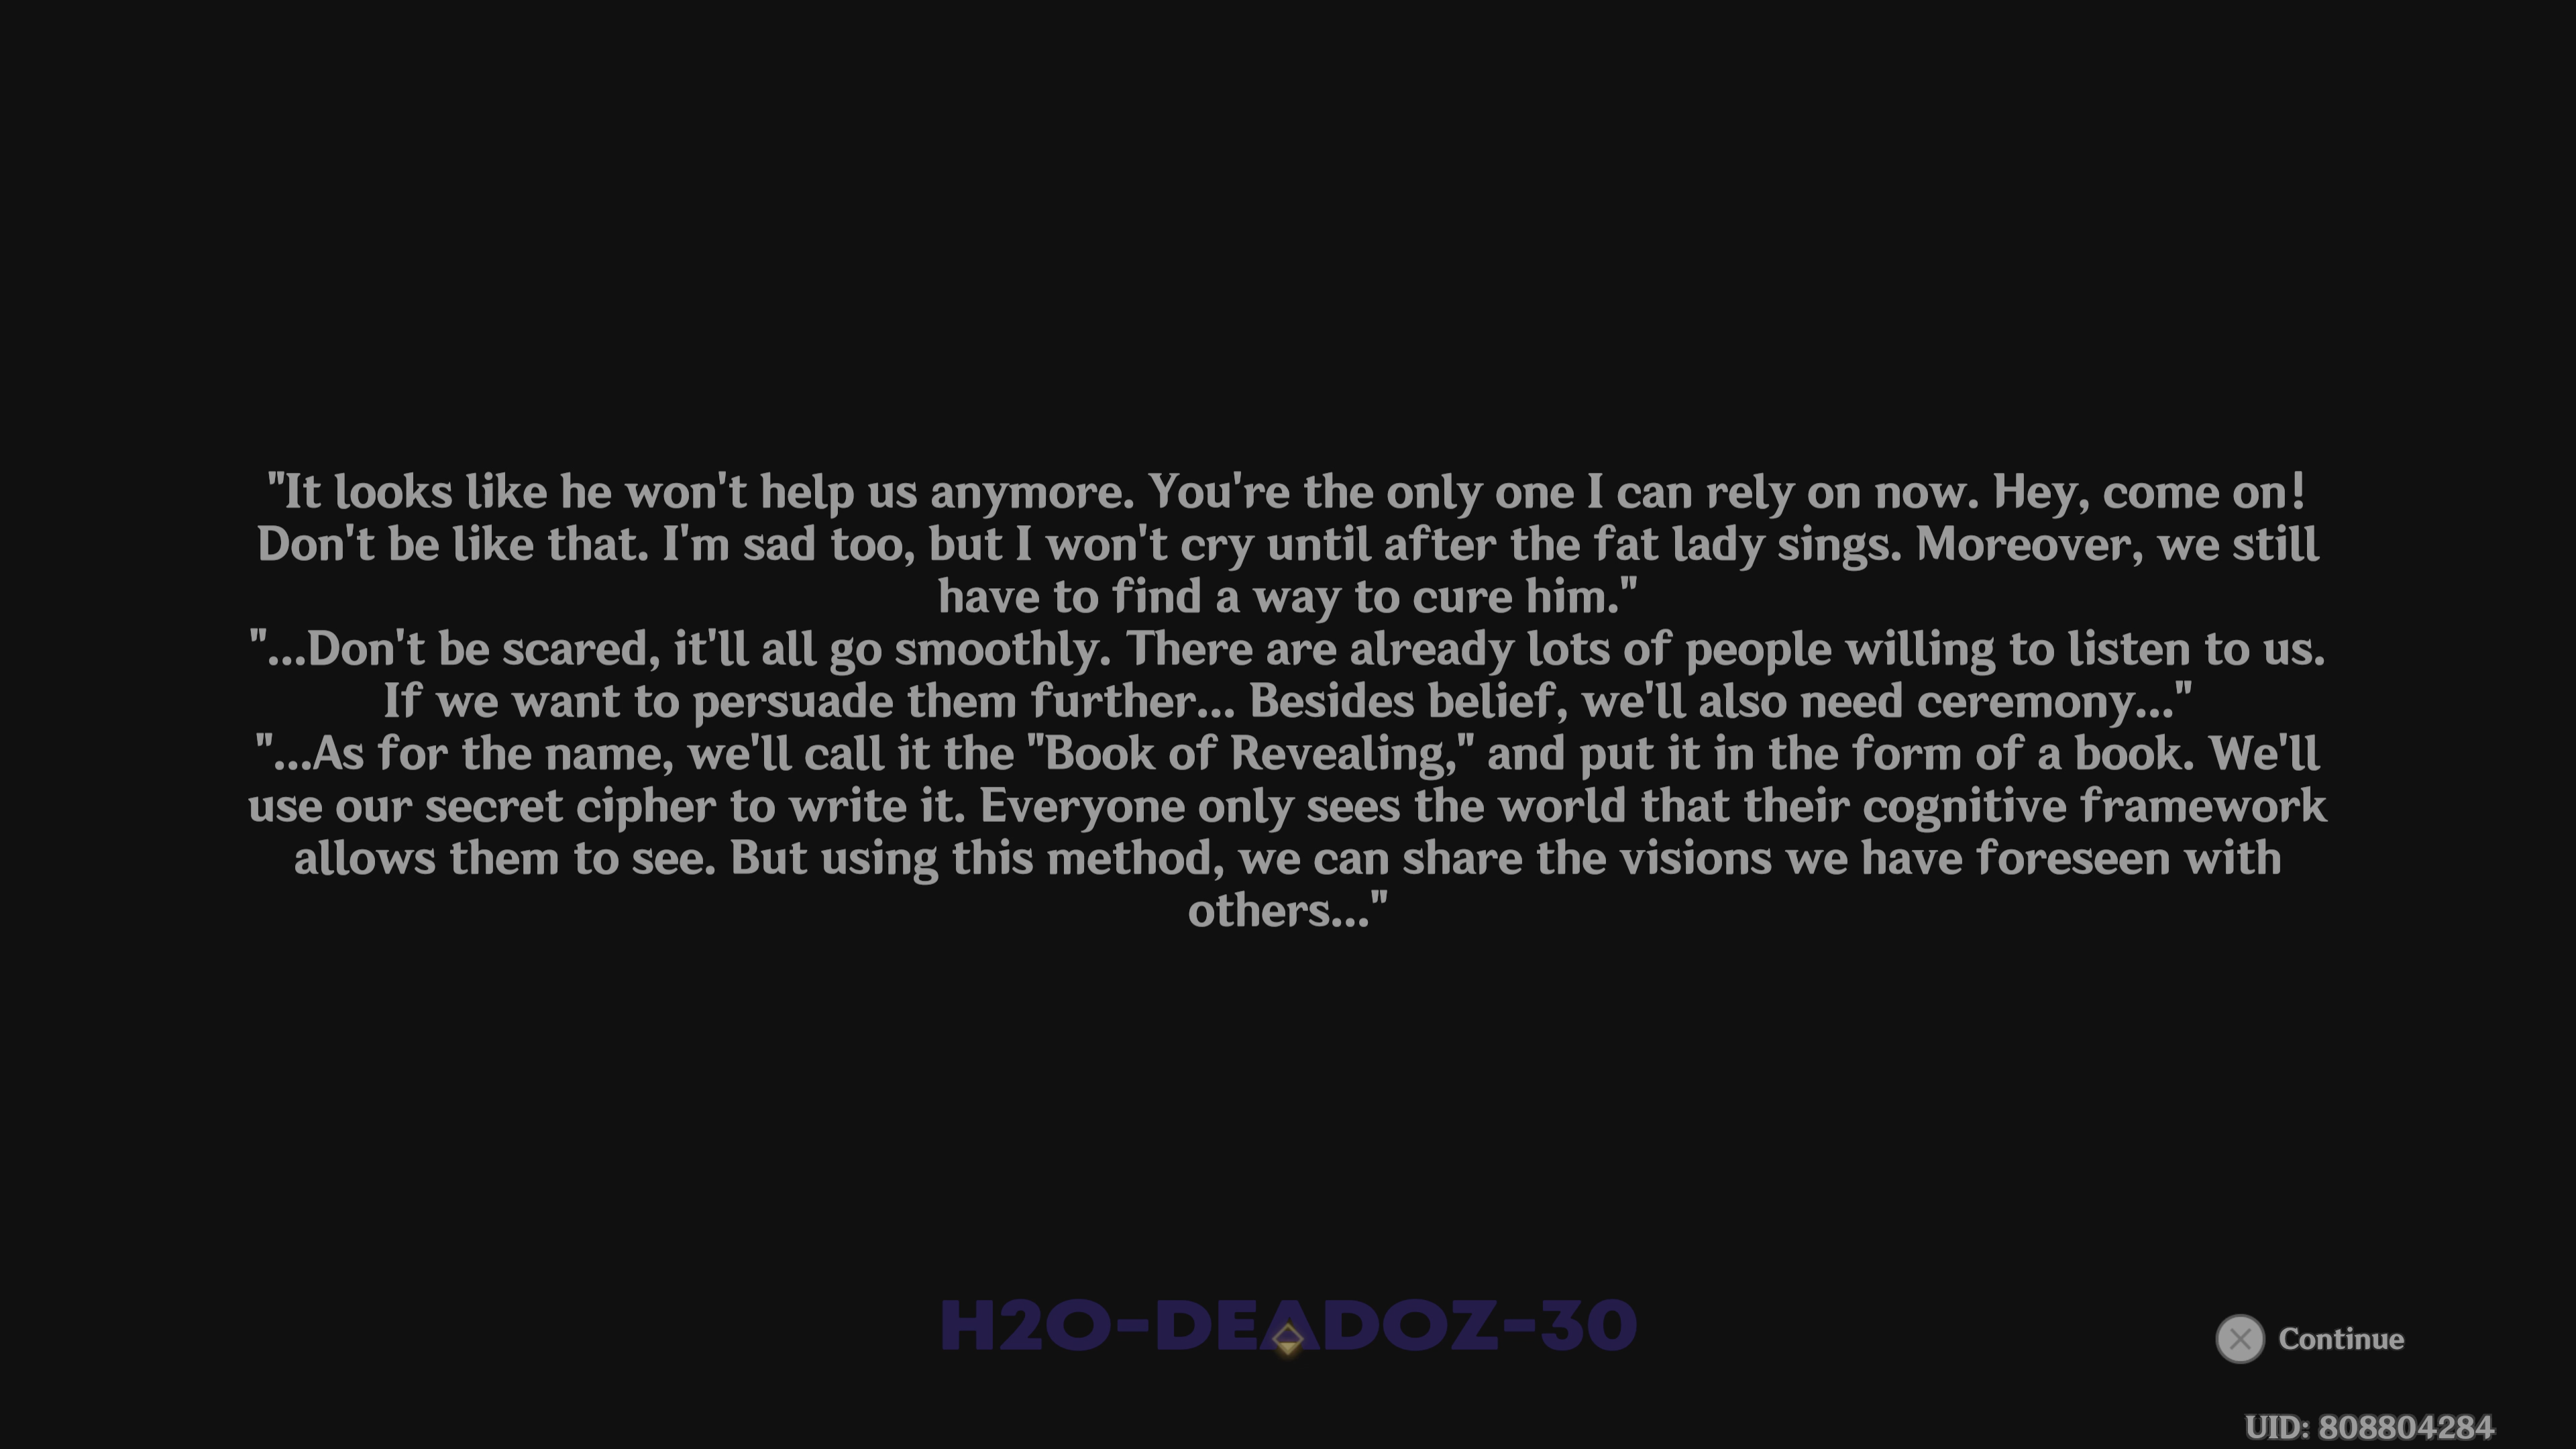 "It looks like he won't help us anymore. You're the only one I can rely on now. Hey, come on!
Don't be like that. I'm sad too, but I won't cry until after the fat lady sings. Moreover, we still
have to find a way to cure him."
"...Don't be scared, it'll all go smoothly. There are already lots of people willing to listen to us.
If we want to persuade them further... Besides belief, we'll also need ceremony..."
"...As for the name, we'll call it the "Book of Revealing," and put it in the form of a book. We'll
use our secret cipher to write it. Everyone only sees the world that their cognitive framework
allows them to see. But using this method, we can share the visions we have foreseen with
others..."
H2O-DEADOZ-30
Continue
UID: 808804284